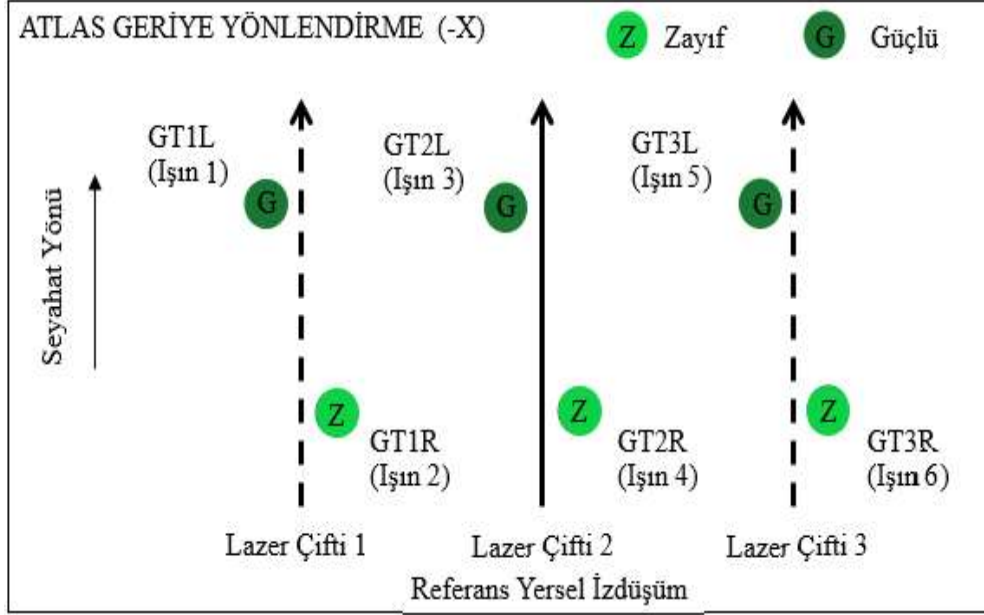 ATLAS GERİYE YÖNLENDİRME (-X)
Z Zayıf
G Güçlü
GT1L
(Işın 1)
GT2L
(Işın 3)
GT3L
(Işın 5)
G
G
G
Seyahat Yönü
Z
Z
Z
GT1R
(Işın 2)
GT2R
(Işın 4)
GT3R
(Işın 6)
Lazer Çifti 1
Lazer Çifti 2
Lazer Çifti 3
Referans Yersel İzdüşüm